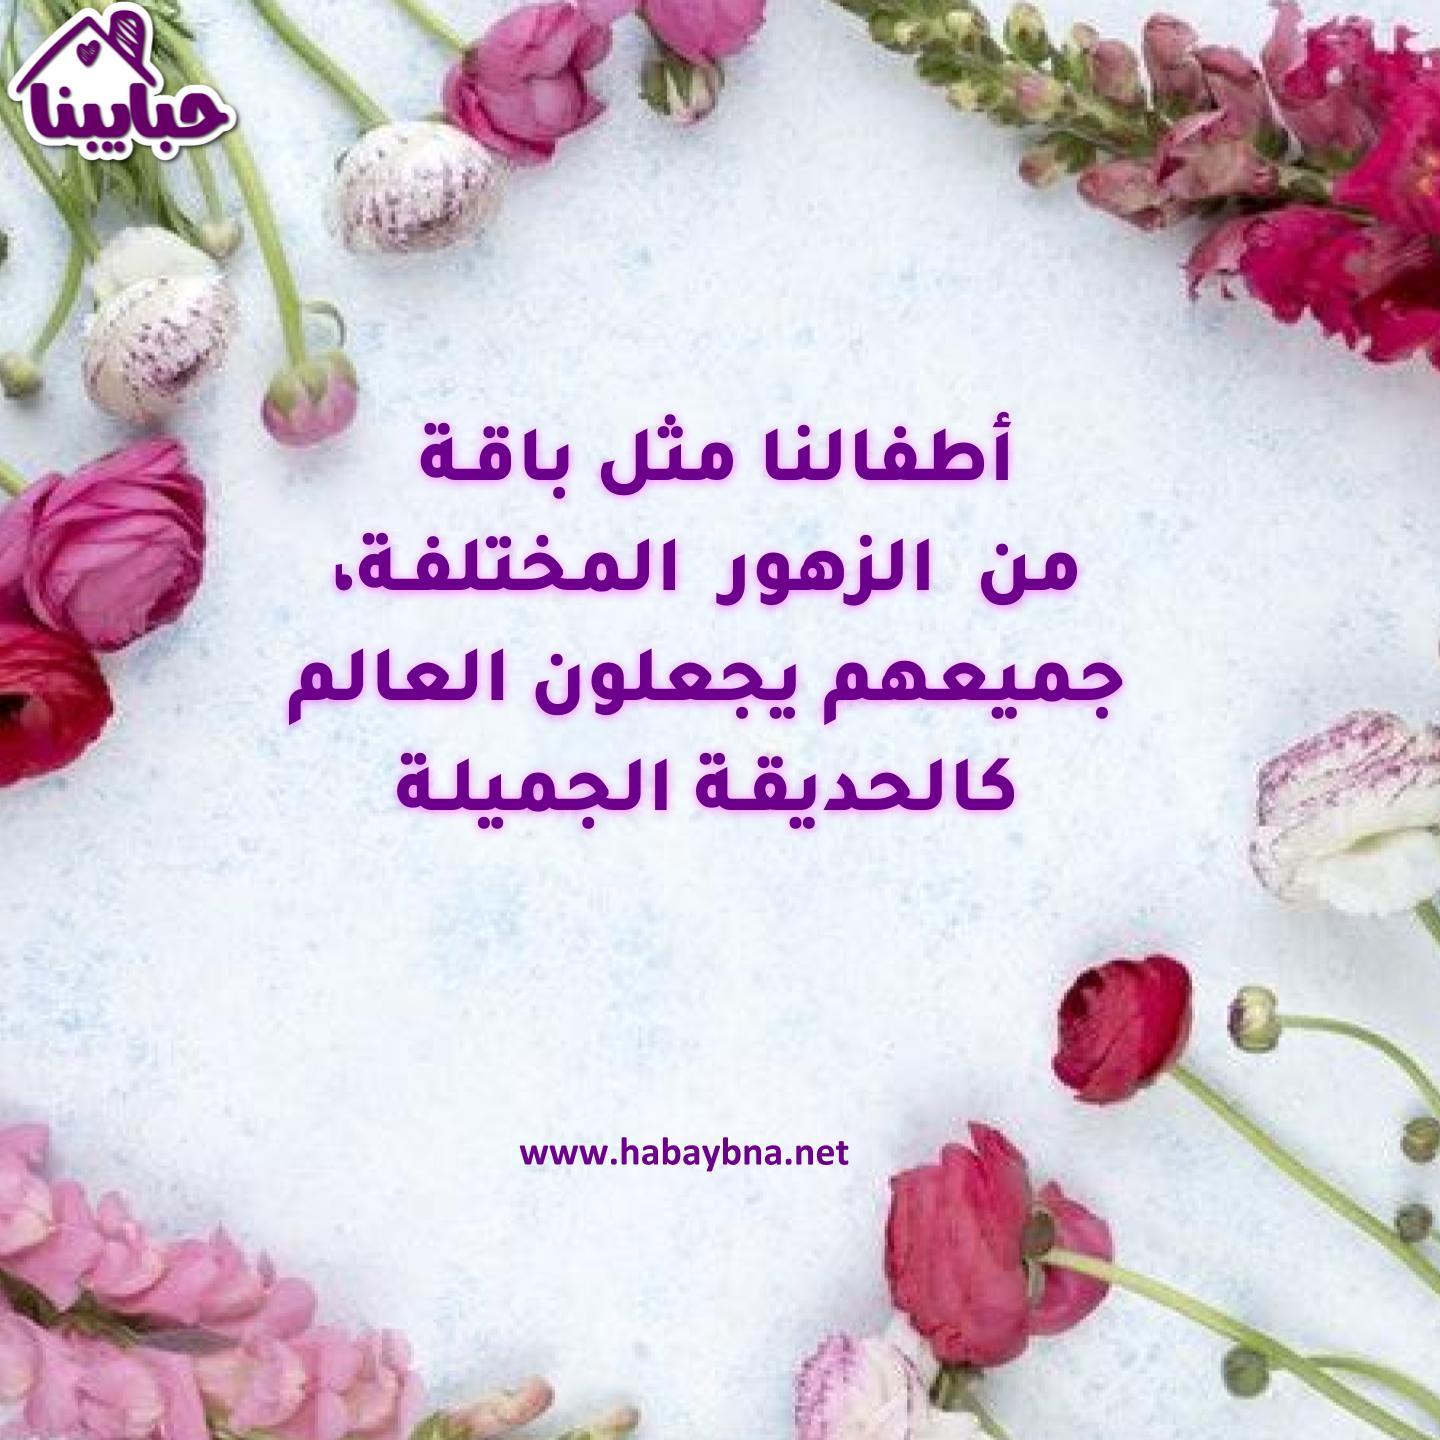 حبايبنا
أطفالنا مثل باقة
من الزهور المختلفة،
جميعهم يجعلون العالم
كالحديقة الجميلة
www.habaybna.net